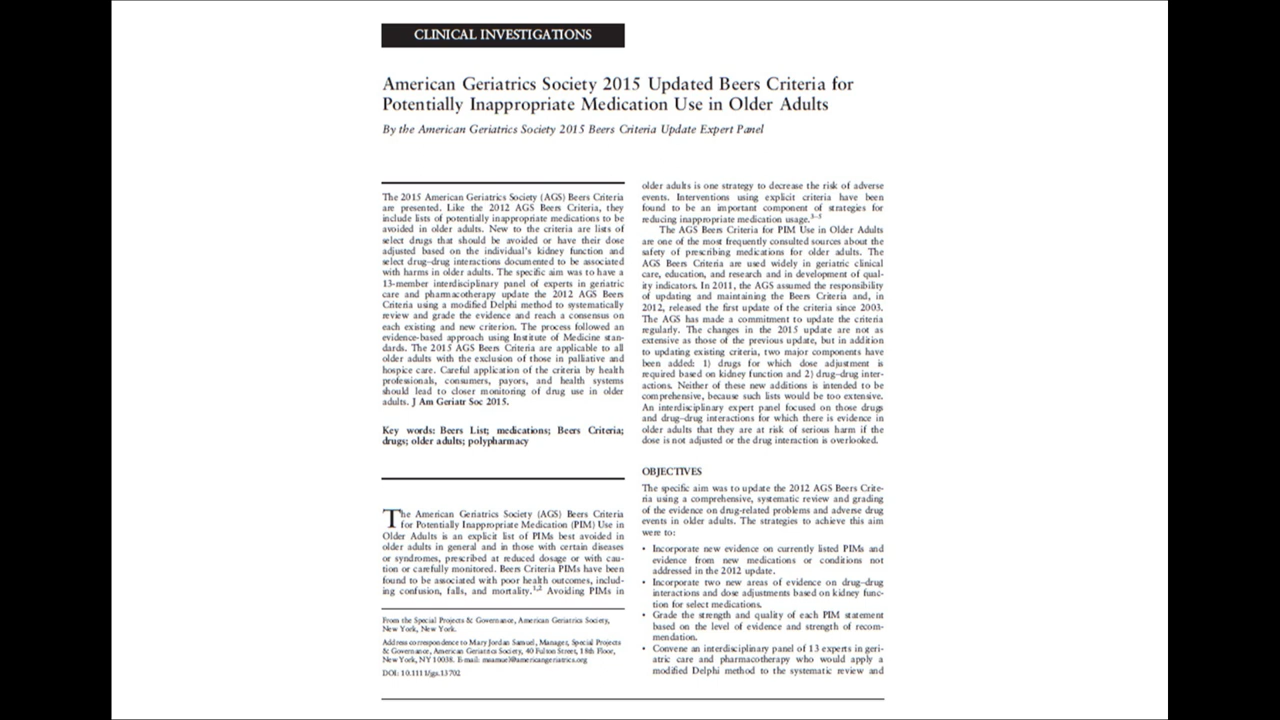 CLINICAL INVESTIGATIONS
American Geriatrics Society 2015 Updated Beers Criteria for
Potentially Inappropriate Medication Use in Older Adults
By the American Geriatrics Society 2015 Beers Criteria Update Expert Panel
The 2015 American Geriatrics Society (AGS) Beers Criteria
are presented. Like the 2012 AGS Beers Criteria, they
include lists of potentially inappropriate medications to be
avoided in older adults. New to the criteria are lists of
select drugs that should be avoided or have their dose
adjusted based on the individual's kidney function and
select drug–drug interactions documented to be associated
with harms in older adults. The specific aim was to have a
13-member interdisciplinary panel of experts in geriatric
care and pharmacotherapy update the 2012 AGS Beers
Criteria using a modified Delphi method to systematically
review and grade the evidence and reach a consensus on
each existing and new criterion. The process followed an
evidence-based approach using Institute of Medicine stan-
dards. The 2015 AGS Beers Criteria are applicable to all
older adults with the exclusion of those in palliative and
hospice care. Careful application of the criteria by health
professionals, consumers, payors, and health systems
should lead to closer monitoring of drug use in older
adults. J Am Geriatr Soc 2015.
Key words: Beers List; medications; Beers Criteria;
drugs; older adults; polypharmacy
The American Geriatrics Society (AGS) Beers Criteria
for Potentially Inappropriate Medication (PIM) Use in
Older Adults is an explicit list of PIMs best avoided in
older adults in general and in those with certain diseases
or syndromes, prescribed at reduced dosage or with cau-
tion or carefully monitored. Beers Criteria PIMs have been
found to be associated with poor health outcomes, includ-
ing confusion, falls, and mortality.1,2 Avoiding PIMs in
From the Special Projects & Governance, American Geriatrics Society,
New York, New York.
Address correspondence to Mary Jordan Samuel, Manager, Special Projects
& Governance, American Geriatrics Society, 40 Fulton Street, 18th Floor,
New York, NY 10038. E-mail: msamuel@americangeriatrics.org
DOI: 10.1111/jgs.13702
older adults is one strategy to decrease the risk of adverse
events. Interventions using explicit criteria have been
found to be an important component of strategies for
reducing inappropriate medication usage.3–5
The AGS Beers Criteria for PIM Use in Older Adults
are one of the most frequently consulted sources about the
safety of prescribing medications for older adults. The
AGS Beers Criteria are used widely in geriatric clinical
care, education, and research and in development of qual-
ity indicators. In 2011, the AGS assumed the responsibility
of updating and maintaining the Beers Criteria and, in
2012, released the first update of the criteria since 2003.
The AGS has made a commitment to update the criteria
regularly. The changes in the 2015 update are not as
extensive as those of the previous update, but in addition
to updating existing criteria, two major components have
been added: 1) drugs for which dose adjustment is
required based on kidney function and 2) drug–drug inter-
actions. Neither of these new additions is intended to be
comprehensive, because such lists would be too extensive.
An interdisciplinary expert panel focused on those drugs
and drug–drug interactions for which there is evidence in
older adults that they are at risk of serious harm if the
dose is not adjusted or the drug interaction is overlooked.
OBJECTIVES
The specific aim was to update the 2012 AGS Beers Crite-
ria using a comprehensive, systematic review and grading
of the evidence on drug-related problems and adverse drug
events in older adults. The strategies to achieve this aim
were to:
• Incorporate new evidence on currently listed PIMs and
evidence from new medications or conditions not
addressed in the 2012 update.
• Incorporate two new areas of evidence on drug–drug
interactions and dose adjustments based on kidney func-
tion for select medications.
• Grade the strength and quality of each PIM statement
based on the level of evidence and strength of recom-
mendation.
• Convene an interdisciplinary panel of 13 experts in geri-
atric care and pharmacotherapy who would apply a
modified Delphi method to the systematic review and